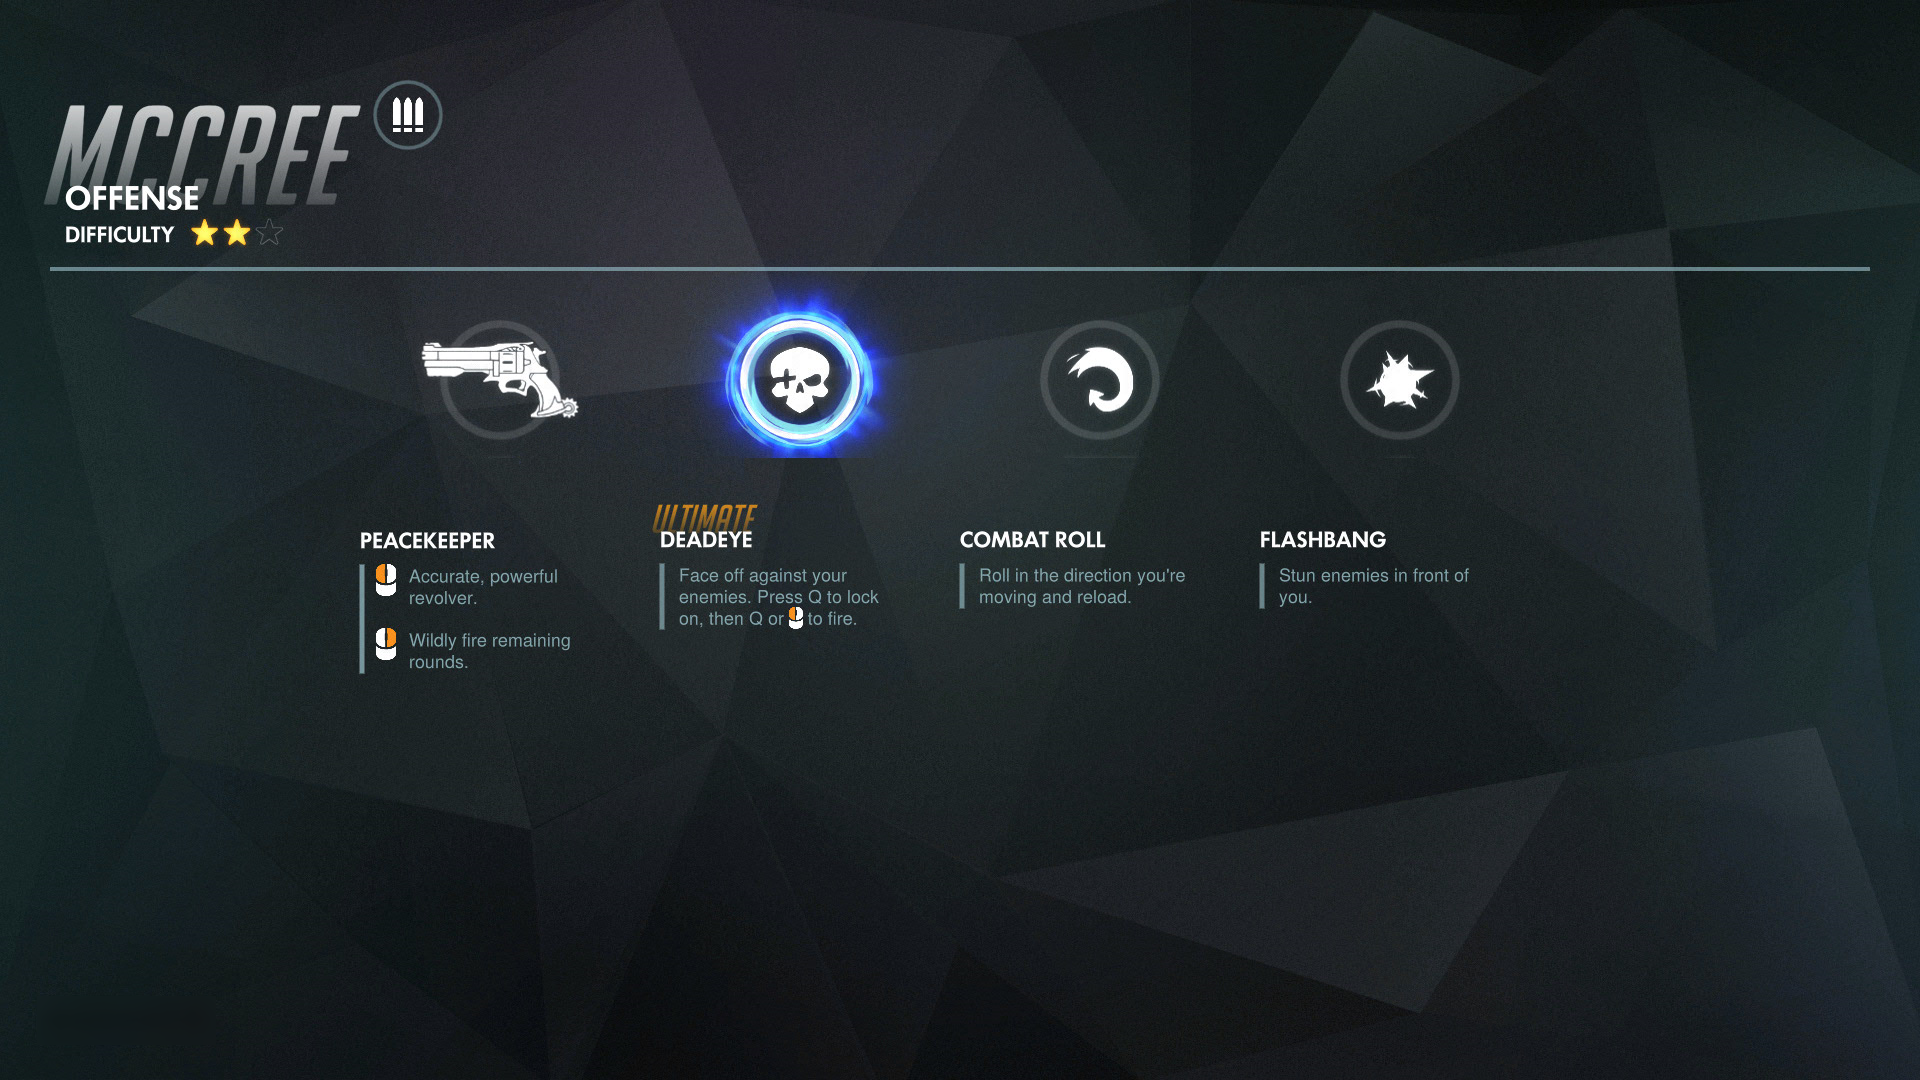 MCCREE
OFFENSE
DIFFICULTY
PEACEKEEPER
Accurate, powerful
revolver.
Wildly fire remaining
rounds.
ULTIMATE
DEADEYE
Face off against your
enemies. Press Q to lock
on, then Q or to fire.
COMBAT ROLL
Roll in the direction you're
moving and reload.
FLASHBANG
Stun enemies in front of
you.